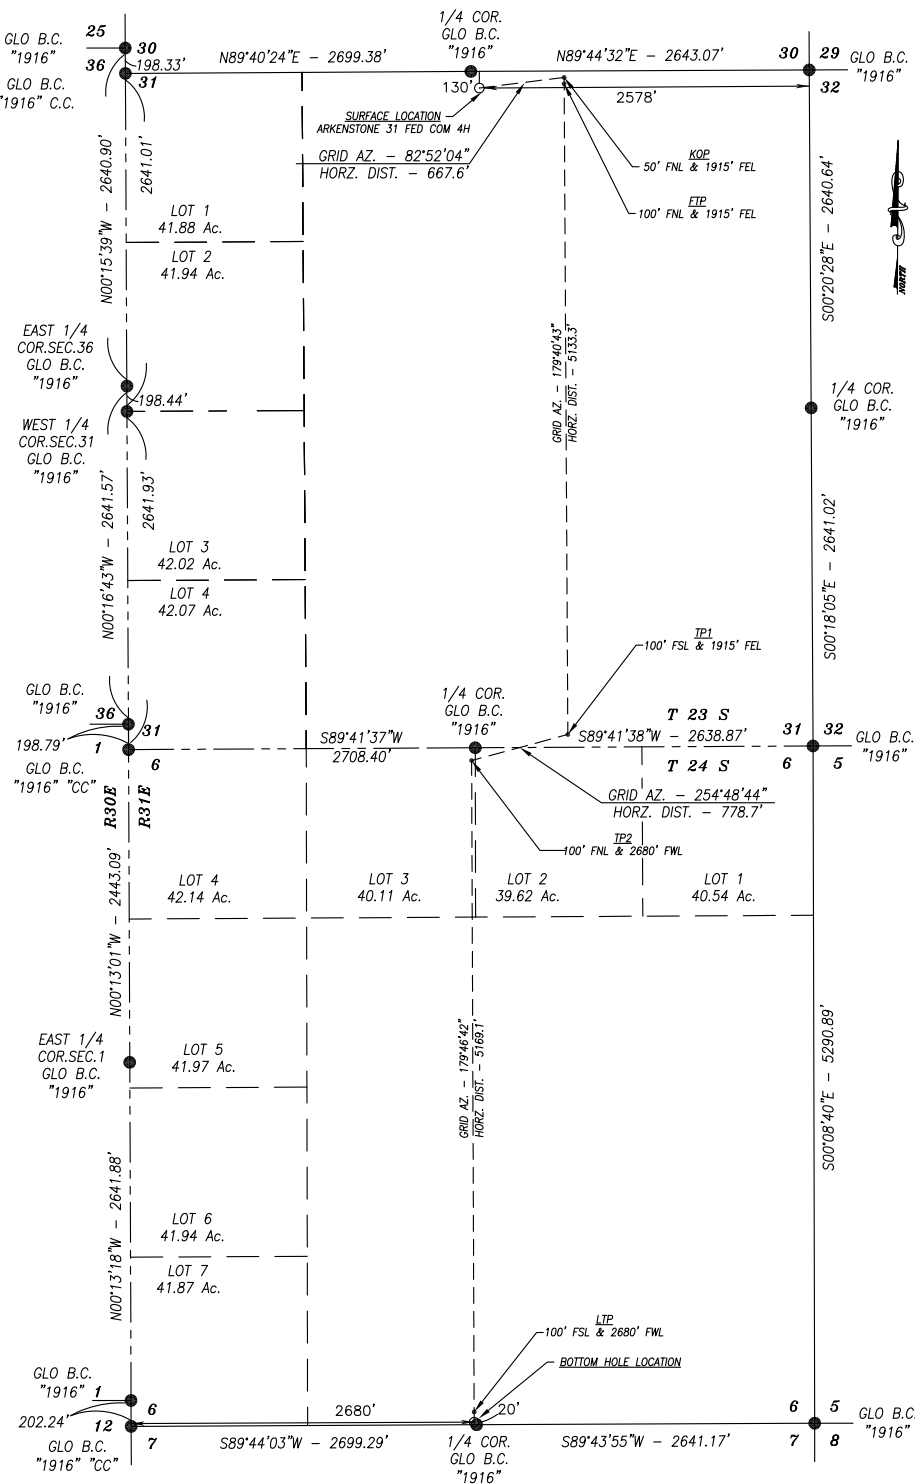 25
30
36
31
GLO B.C.
"1916"
198.33'
GLO B.C.
"1916" C.C.
N89°40'24"E - 2699.38'
1/4 COR.
GLO B.C.
"1916"
N89°44'32"E - 2643.07'
30
29
32
GLO B.C.
"1916"
130'
2578'
SURFACE LOCATION
ARKENSTONE 31 FED COM 4H
GRID AZ. - 82°52'04"
HORZ. DIST. - 667.6'
KOP
50' FNL & 1915' FEL
FTP
100' FNL & 1915' FEL
NORTH
N00°15'39"W - 2640.90'
2641.01'
LOT 1
41.88 Ac.
LOT 2
41.94 Ac.
S00°20'28"E - 2640.64'
EAST 1/4
COR.SEC.36
GLO B.C.
"1916"
198.44'
WEST 1/4
COR.SEC.31
GLO B.C.
"1916"
GRID AZ. - 179°40'43"
HORZ. DIST. - 5133.3'
1/4 COR.
GLO B.C.
"1916"
N00°16'43"W - 2641.57'
2641.93'
LOT 3
42.02 Ac.
LOT 4
42.07 Ac.
S00°18'05"E - 2641.02'
TP1
100' FSL & 1915' FEL
GLO B.C.
"1916"
36
31
198.79'
1
6
GLO B.C.
"1916" "CC"
R30E
R31E
S89°41'37"W
2708.40'
1/4 COR.
GLO B.C.
"1916"
T 23 S
S89°41'38"W - 2638.87'
T 24 S
31
32
6
5
GLO B.C.
"1916"
GRID AZ. - 254°48'44"
HORZ. DIST. - 778.7'
TP2
100' FNL & 2680' FWL
N00°13'01"W - 2443.09'
LOT 4
42.14 Ac.
LOT 3
40.11 Ac.
LOT 2
39.62 Ac.
LOT 1
40.54 Ac.
EAST 1/4
COR.SEC.1
GLO B.C.
"1916"
LOT 5
41.97 Ac.
GRID AZ. - 179°46'42"
HORZ. DIST. - 5169.1'
S00°08'40"E - 5290.89'
N00°13'18"W - 2641.88'
LOT 6
41.94 Ac.
LOT 7
41.87 Ac.
LTP
100' FSL & 2680' FWL
BOTTOM HOLE LOCATION
GLO B.C.
"1916"
1
6
202.24'
12
7
GLO B.C.
"1916" "CC"
2680'
20'
S89°44'03"W - 2699.29'
1/4 COR.
GLO B.C.
"1916"
S89°43'55"W - 2641.17'
6
5
7
8
GLO B.C.
"1916"